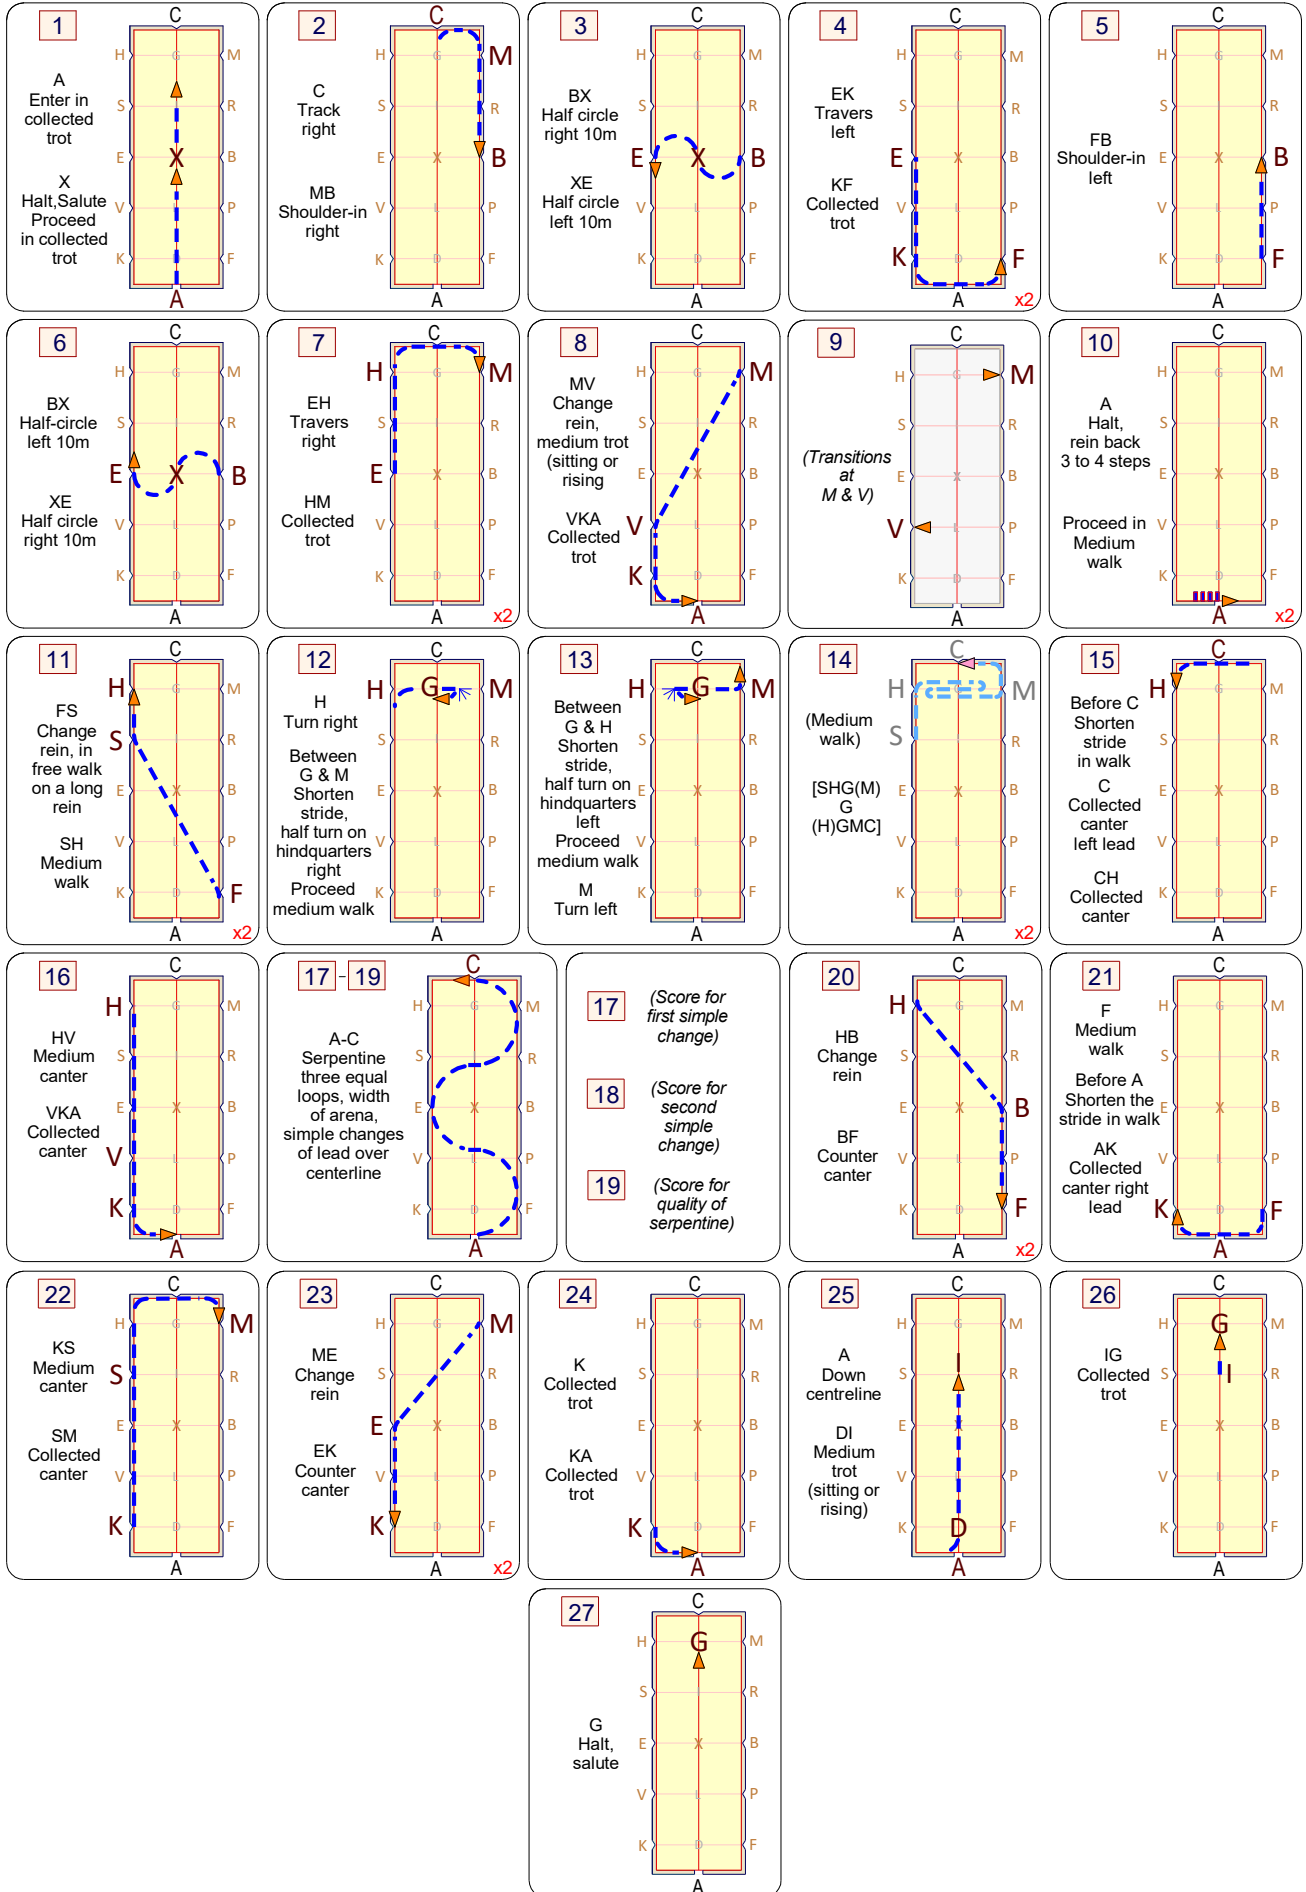 1
A
Enter in
collected
trot
X
Halt,Salute
Proceed
in collected
trot
C
H G M
S I R
E X B
V L P
K D F
A
2
C
Track
right
MB
Shoulder-in
right
C
H G M
S I R
E X B
V L P
K D F
A
3
BX
Half circle
right 10m
XE
Half circle
left 10m
C
H G M
S I R
E X B
V L P
K D F
A
4
EK
Travers
left
KF
Collected
trot
C
H G M
S I R
E X B
V L P
K D F
A
x2
5
FB
Shoulder-in
left
C
H G M
S I R
E X B
V L P
K D F
A
6
BX
Half-circle
left 10m
XE
Half circle
right 10m
C
H G M
S I R
E X B
V L P
K D F
A
7
EH
Travers
right
HM
Collected
trot
C
H G M
S I R
E X B
V L P
K D F
A
x2
8
MV
Change
rein,
medium trot
(sitting or
rising)
VKA
Collected
trot
C
H G M
S I R
E X B
V L P
K D F
A
9
(Transitions
at
M & V)
C
H G M
S I R
E X B
V L P
K D F
A
10
A
Halt,
rein back
3 to 4 steps
Proceed in
Medium
walk
C
H G M
S I R
E X B
V L P
K D F
A
x2
11
FS
Change
rein, in
free walk
on a long
rein
SH
Medium
walk
C
H G M
S I R
E X B
V L P
K D F
A
x2
12
H
Turn right
Between
G & M
Shorten
stride,
half turn on
hindquarters
right
Proceed
medium walk
C
H G M
S I R
E X B
V L P
K D F
A
13
Between
G & H
Shorten
stride,
half turn on
hindquarters
left
Proceed
medium walk
M
Turn left
C
H G M
S I R
E X B
V L P
K D F
A
14
(Medium
walk)
[SHG(M)
G
(H)GMC]
C
H G M
S I R
E X B
V L P
K D F
A
x2
15
Before C
Shorten
stride
in walk
C
Collected
canter
left lead
CH
Collected
canter
C
H G M
S I R
E X B
V L P
K D F
A
16
HV
Medium
canter
VKA
Collected
canter
C
H G M
S I R
E X B
V L P
K D F
A
17 - 19
A-C
Serpentine
three equal
loops, width
of arena,
simple changes
of lead over
centerline
C
H G M
S I R
E X B
V L P
K D F
A
17
(Score for
first simple
change)
18
(Score for
second
simple
change)
19
(Score for
quality of
serpentine)
20
HB
Change
rein
BF
Counter
canter
C
H G M
S I R
E X B
V L P
K D F
A
x2
21
F
Medium
walk
Before A
Shorten the
stride in walk
AK
Collected
canter right
lead
C
H G M
S I R
E X B
V L P
K D F
A
22
KS
Medium
canter
SM
Collected
canter
C
H G M
S I R
E X B
V L P
K D F
A
23
ME
Change
rein
EK
Counter
canter
C
H G M
S I R
E X B
V L P
K D F
A
x2
24
K
Collected
trot
KA
Collected
trot
C
H G M
S I R
E X B
V L P
K D F
A
25
A
Down
centreline
DI
Medium
trot
(sitting or
rising)
C
H G M
S I R
E X B
V L P
K D F
A
26
IG
Collected
trot
C
H G M
S I R
E X B
V L P
K D F
A
27
G
Halt,
salute
C
H G M
S I R
E X B
V L P
K D F
A